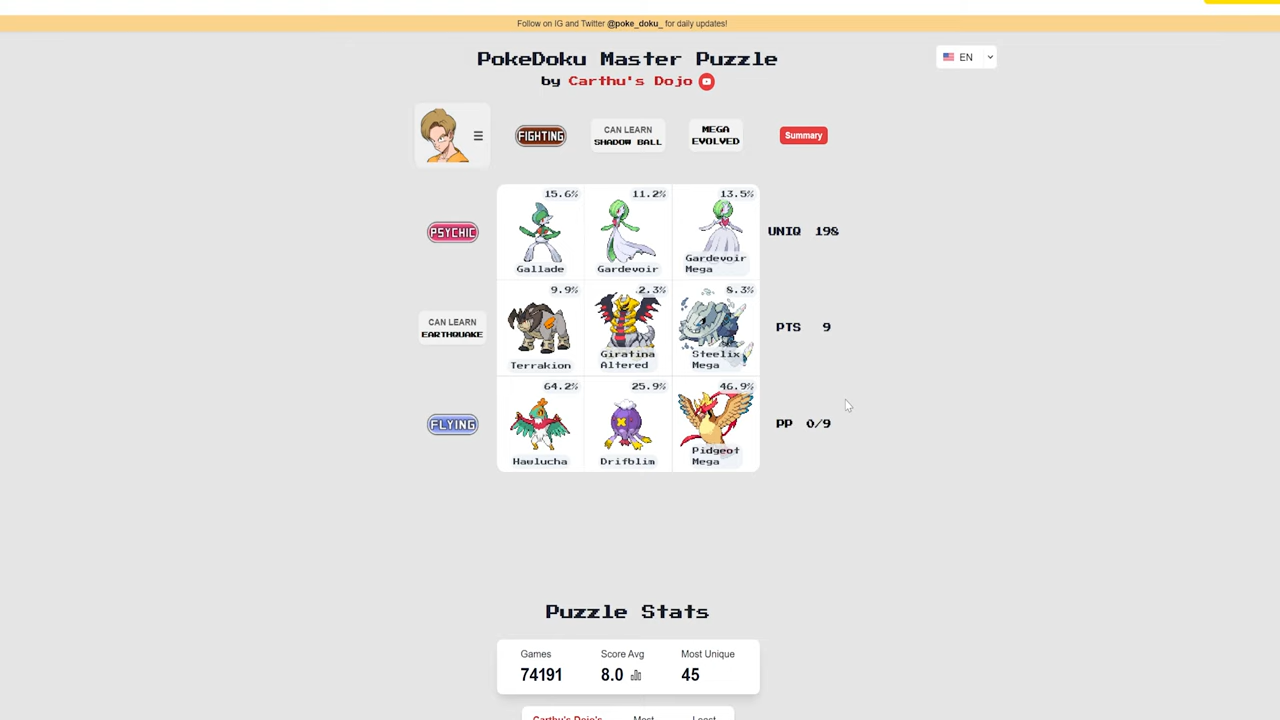 Follow on IG and Twitter @poke_doku_ for daily updates!
PokeDoku Master Puzzle
by Carthu's Dojo
EN
FIGHTING
CAN LEARN
SHADOW BALL
MEGA
EVOLVED
Summary
PSYCHIC
15.6%
Gallade
11.2%
Gardevoir
13.5%
Gardevoir
Mega
UNIQ 198
CAN LEARN
EARTHQUAKE
9.9%
Terrakion
2.3%
Giratina
Altered
8.3%
Steelix
Mega
PTS 9
FLYING
64.2%
Hawlucha
25.9%
Drifblim
46.9%
Pidgeot
Mega
PP 0/9
Puzzle Stats
Games
74191
Score Avg
8.0
Most Unique
45
Carthu's Dojo's
Most
Least